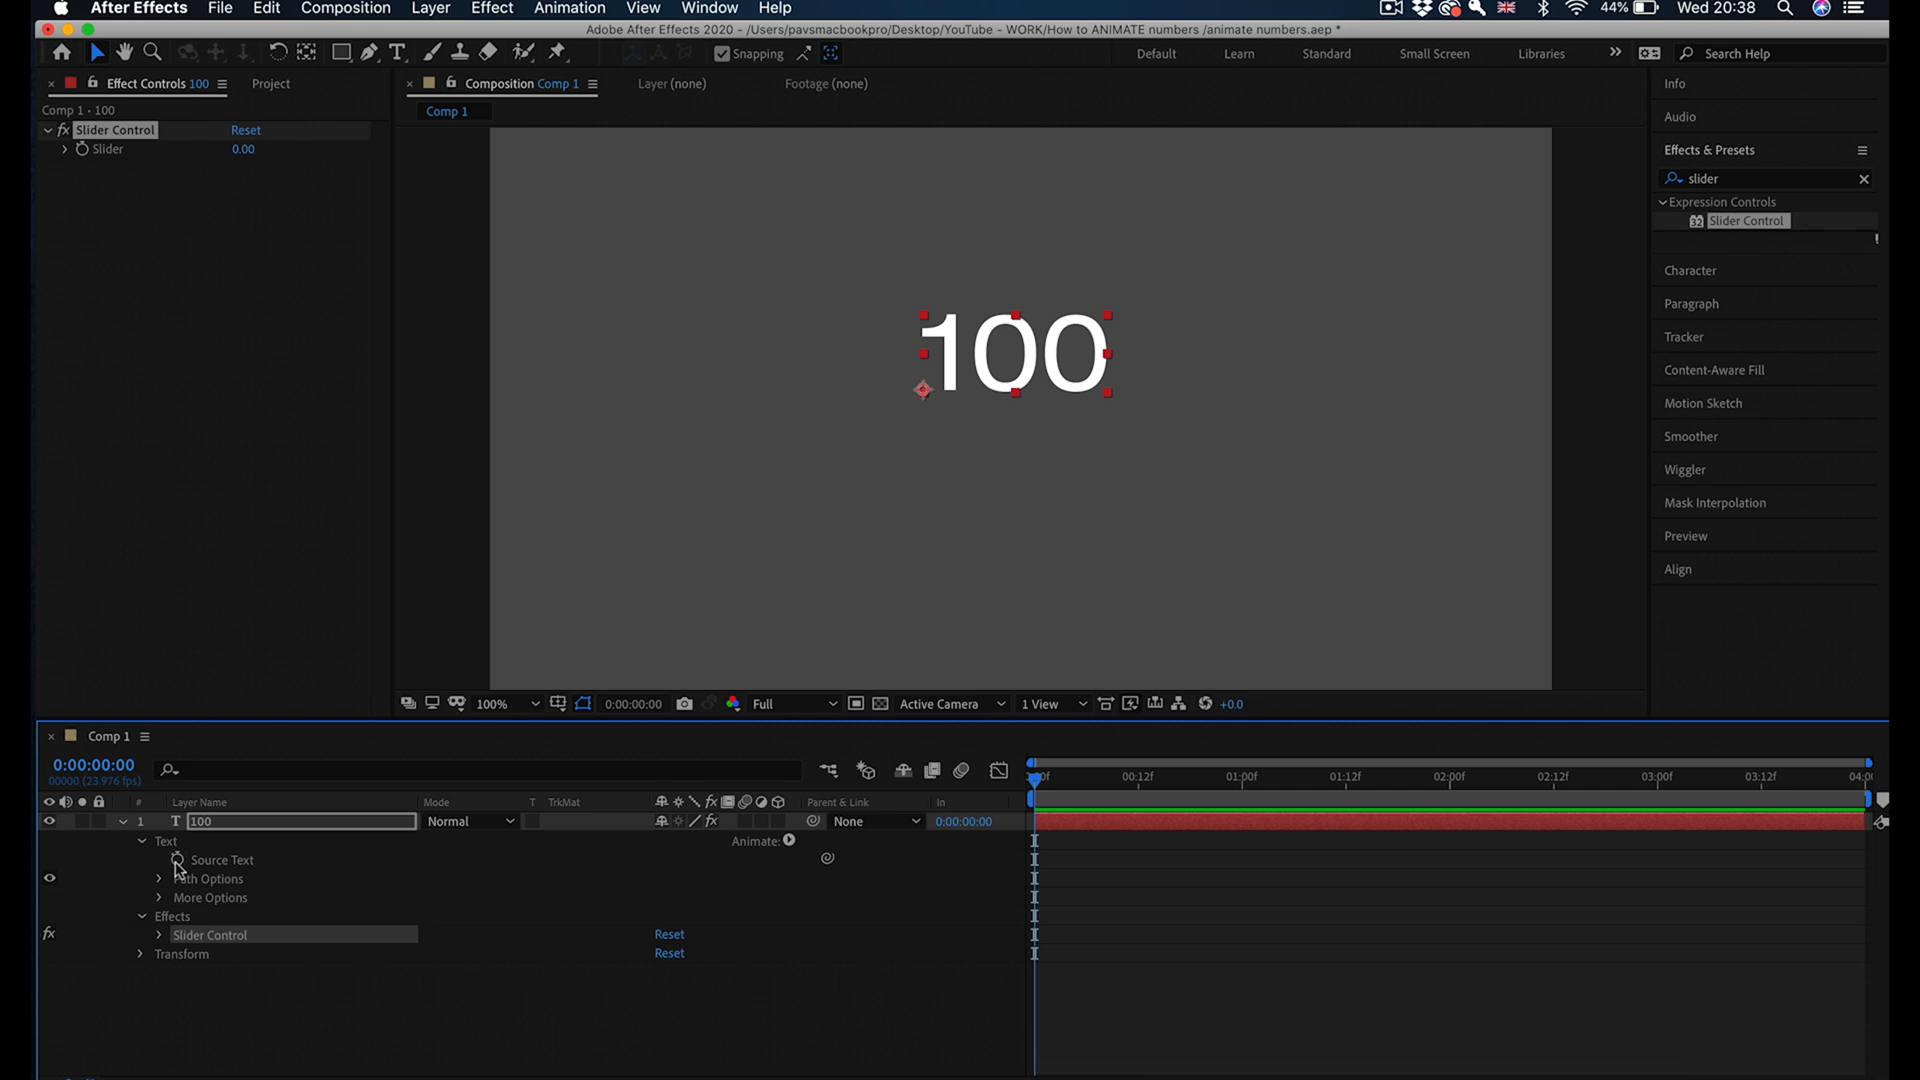 After Effects File Edit Composition Layer Effect Animation View Window Help 44% Wed 20:38
Adobe After Effects 2020 - /Users/pavsmacbookpro/Desktop/YouTube - WORK/How to ANIMATE numbers /animate numbers.aep *
Snapping Default Learn Standard Small Screen Libraries Search Help
Effect Controls 100 Project Composition Comp 1 Layer (none) Footage (none) Info
Comp 1 • 100 Comp 1
Audio
fx Slider Control Reset
Slider 0.00
Effects & Presets
slider
Expression Controls
32 Slider Control
Character
Paragraph
Tracker
Content-Aware Fill
Motion Sketch
Smoother
Wiggler
Mask Interpolation
Preview
Align
100
100% 0:00:00:00 Full Active Camera 1 View +0.0
Comp 1
0:00:00:00
00000 (23.976 fps)
00:12f 01:00f 01:12f 02:00f 02:12f 03:00f 03:12f
# Layer Name Mode T TrkMat fx Parent & Link In
1 T 100 Normal fx None 0:00:00:00
Text Animate:
Source Text
Path Options
More Options
Effects
fx Slider Control Reset
Transform Reset